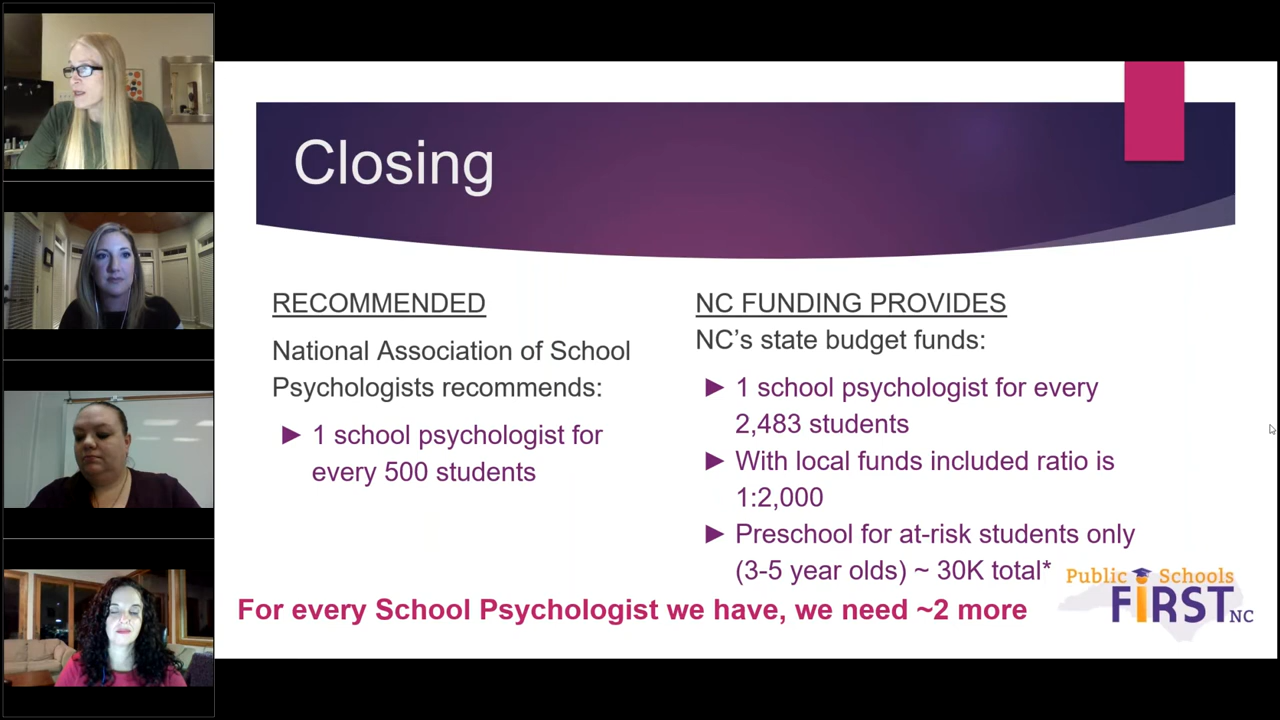 Closing
RECOMMENDED
National Association of School
Psychologists recommends:
► 1 school psychologist for
every 500 students
NC FUNDING PROVIDES
NC’s state budget funds:
► 1 school psychologist for every
2,483 students
► With local funds included ratio is
1:2,000
► Preschool for at-risk students only
(3-5 year olds) ~ 30K total*
For every School Psychologist we have, we need ~2 more
Public Schools
FiRST NC